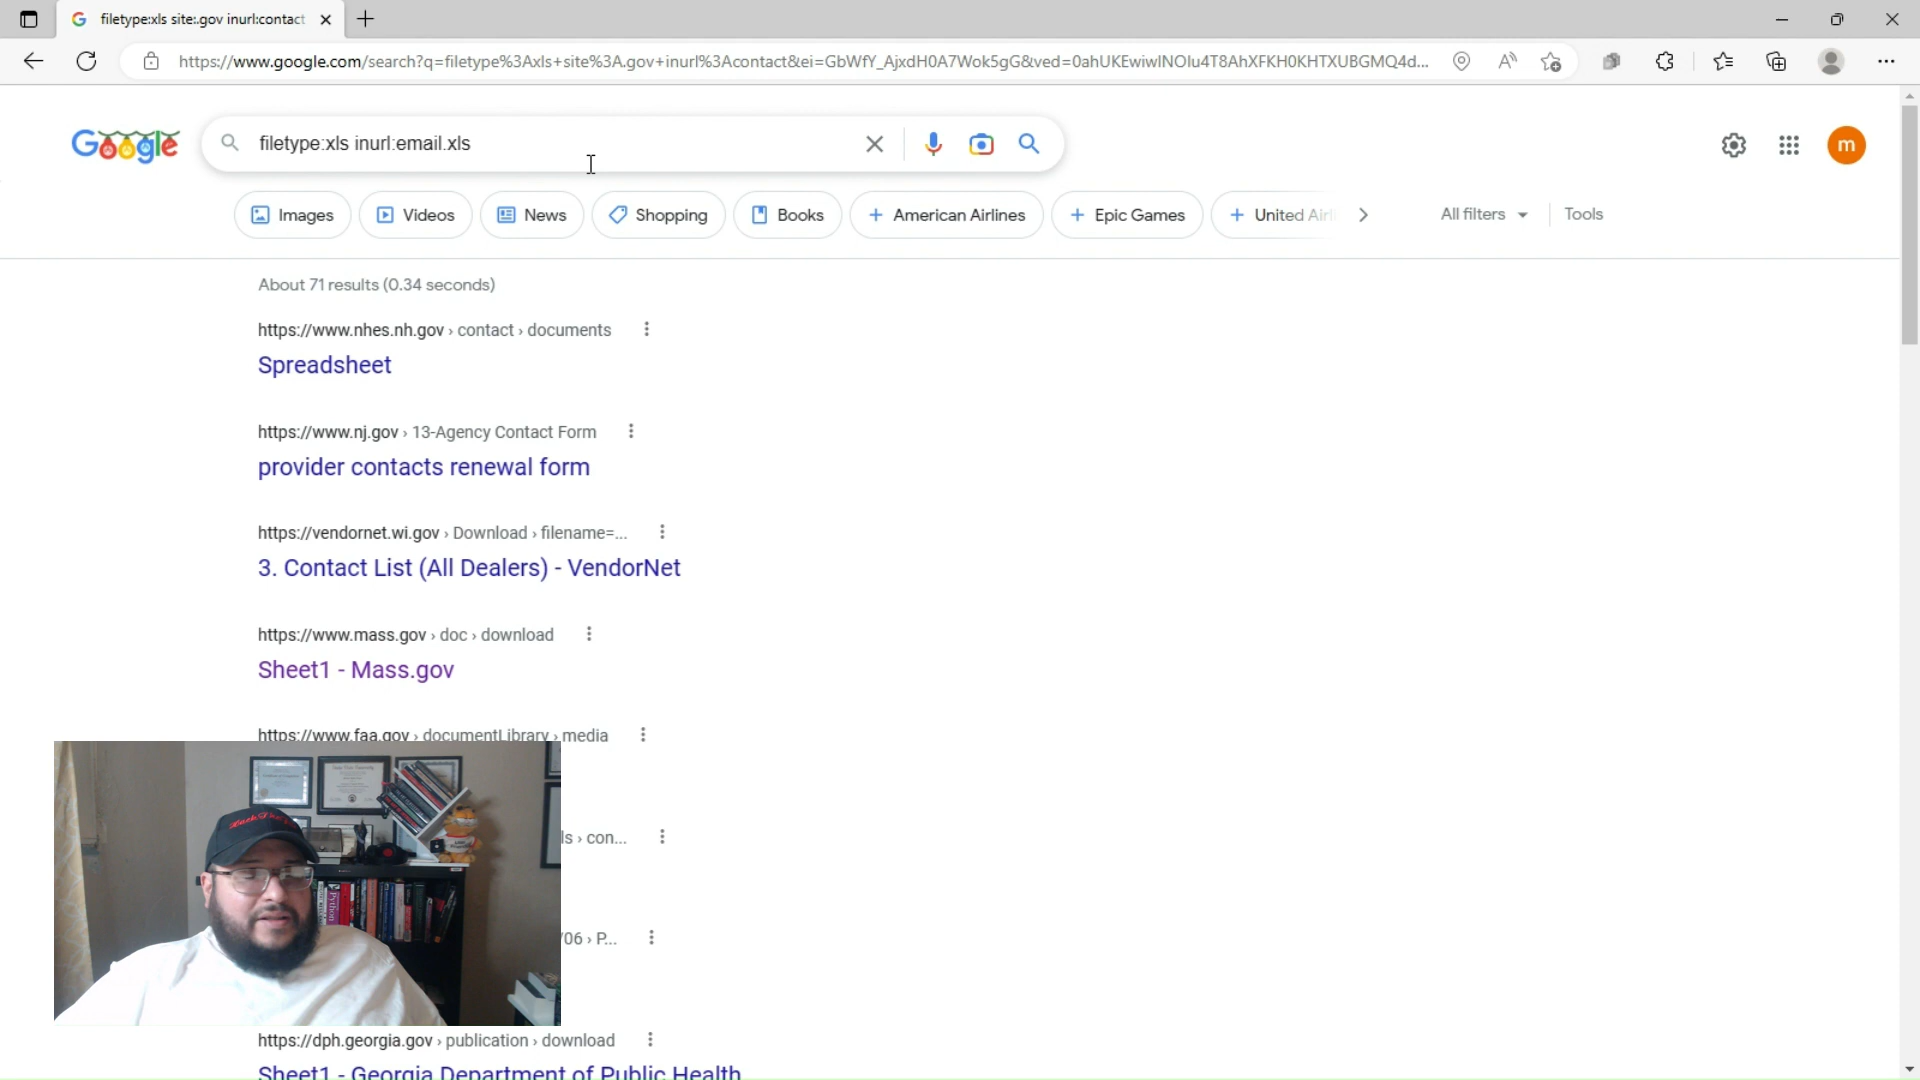 filetype:xls site:.gov inurl:contact
https://www.google.com/search?q=filetype%3Axls+site%3A.gov+inurl%3Acontact&ei=GbWfY_AjxdH0A7Wok5gG&ved=0ahUKEwiwlNOlu4T8AhXFKH0KHTXUBGMQ4d...
Google
filetype:xls inurl:email.xls
m
Images
Videos
News
Shopping
Books
American Airlines
Epic Games
United Airl
All filters
Tools
About 71 results (0.34 seconds)
https://www.nhes.nh.gov › contact › documents
Spreadsheet
https://www.nj.gov › 13-Agency Contact Form
provider contacts renewal form
https://vendornet.wi.gov › Download › filename=...
3. Contact List (All Dealers) - VendorNet
https://www.mass.gov › doc › download
Sheet1 - Mass.gov
https://www.faa.gov › documentLibrary › media
ls › con...
/06 › P...
Python
https://dph.georgia.gov › publication › download
Sheet1 - Georgia Department of Public Health